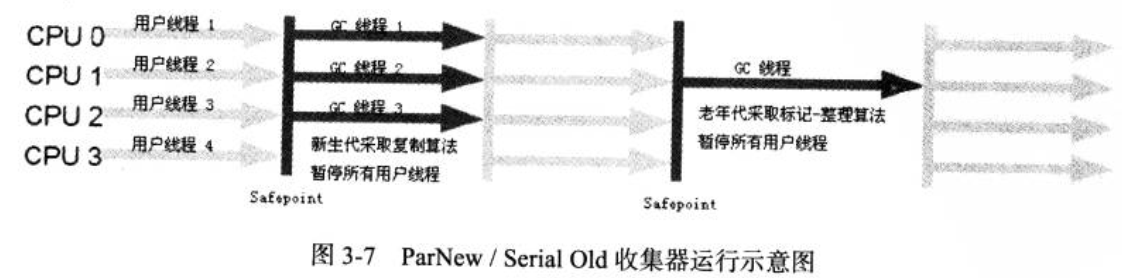 CPU 0 用户线程 1 GC 线程 1
CPU 1 用户线程 2 GC 线程 2 GC 线程
CPU 2 用户线程 3 GC 线程 3 老年代采取标记-整理算法
CPU 3 用户线程 4 新生代采取复制算法 暂停所有用户线程
暂停所有用户线程
Safepoint Safepoint
图 3-7 ParNew / Serial Old 收集器运行示意图